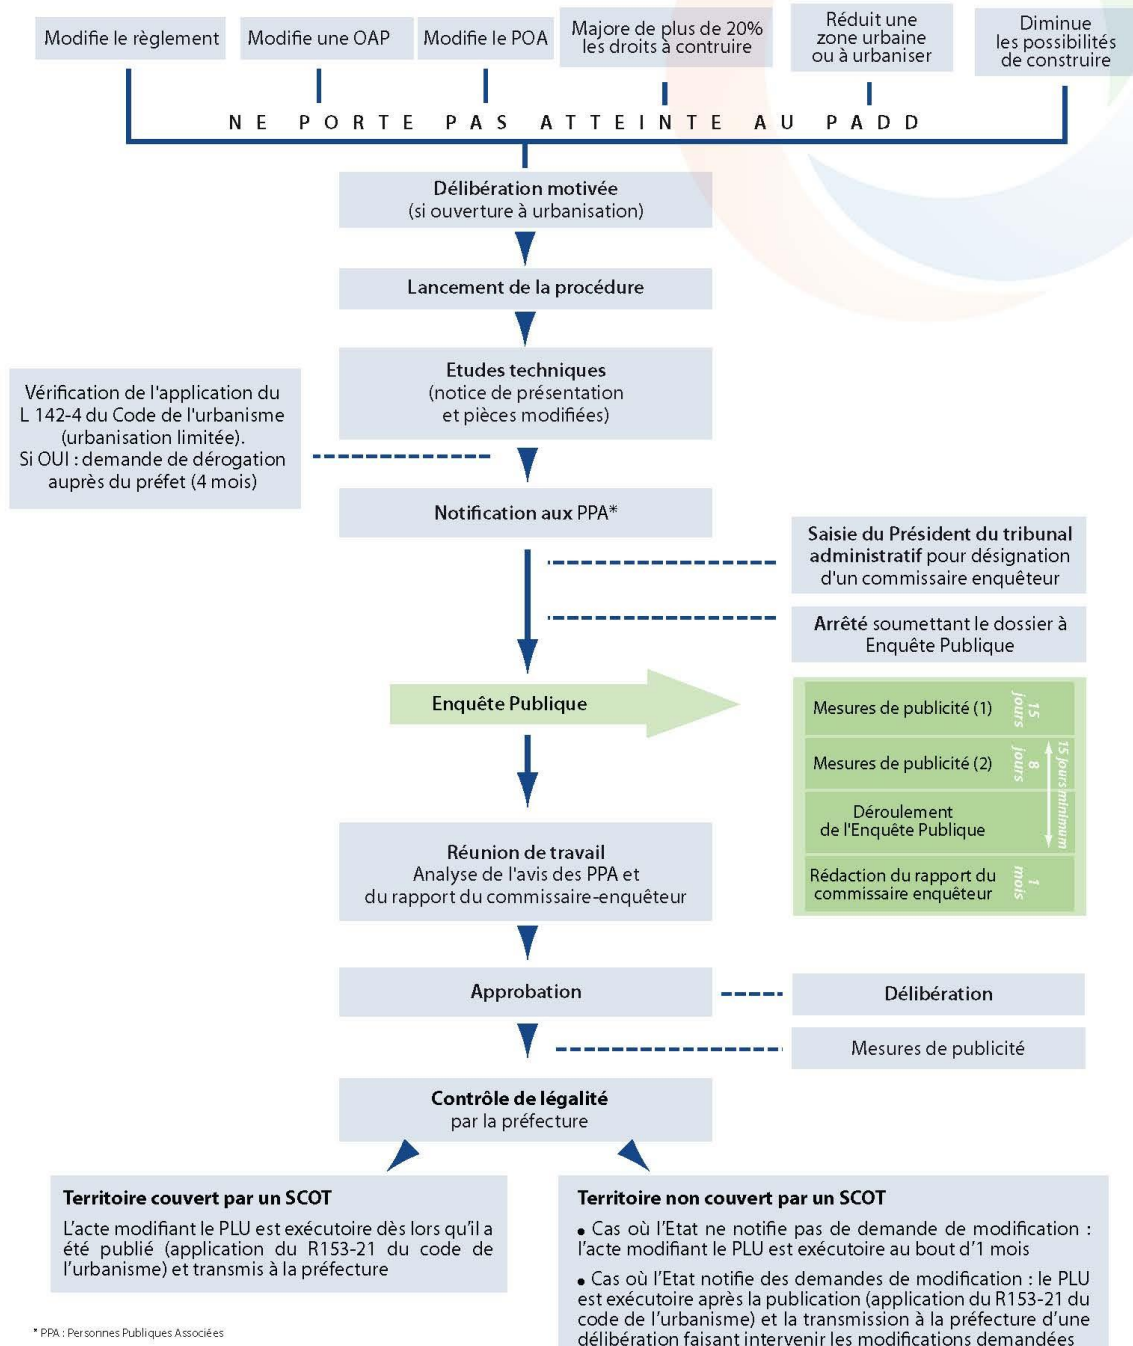 Modifie le règlement
Modifie une OAP
Modifie le POA
Majore de plus de 20%
les droits à contruire
Réduit une
zone urbaine
ou à urbaniser
Diminue
les possibilités
de construire
NE PORTE PAS ATTEINTE AU PADD
Délibération motivée
(si ouverture à urbanisation)
Lancement de la procédure
Etudes techniques
(notice de présentation
et pièces modifiées)
Vérification de l'application du
L 142-4 du Code de l'urbanisme
(urbanisation limitée).
Si OUI : demande de dérogation
auprès du préfet (4 mois)
Notification aux PPA*
Saisie du Président du tribunal
administratif pour désignation
d'un commissaire enquêteur
Arrêté soumettant le dossier à
Enquête Publique
Enquête Publique
Mesures de publicité (1)
15
jours
Mesures de publicité (2)
8
jours
15 jours minimum
Déroulement
de l'Enquête Publique
Rédaction du rapport du
commissaire enquêteur
1
mois
Réunion de travail
Analyse de l'avis des PPA et
du rapport du commissaire-enquêteur
Approbation
Délibération
Mesures de publicité
Contrôle de légalité
par la préfecture
Territoire couvert par un SCOT
L'acte modifiant le PLU est exécutoire dès lors qu'il a
été publié (application du R153-21 du code de
l'urbanisme) et transmis à la préfecture
Territoire non couvert par un SCOT
• Cas où l'Etat ne notifie pas de demande de modification :
l'acte modifiant le PLU est exécutoire au bout d'1 mois
• Cas où l'Etat notifie des demandes de modification : le PLU
est exécutoire après la publication (application du R153-21 du
code de l'urbanisme) et la transmission à la préfecture d'une
délibération faisant intervenir les modifications demandées
* PPA : Personnes Publiques Associées